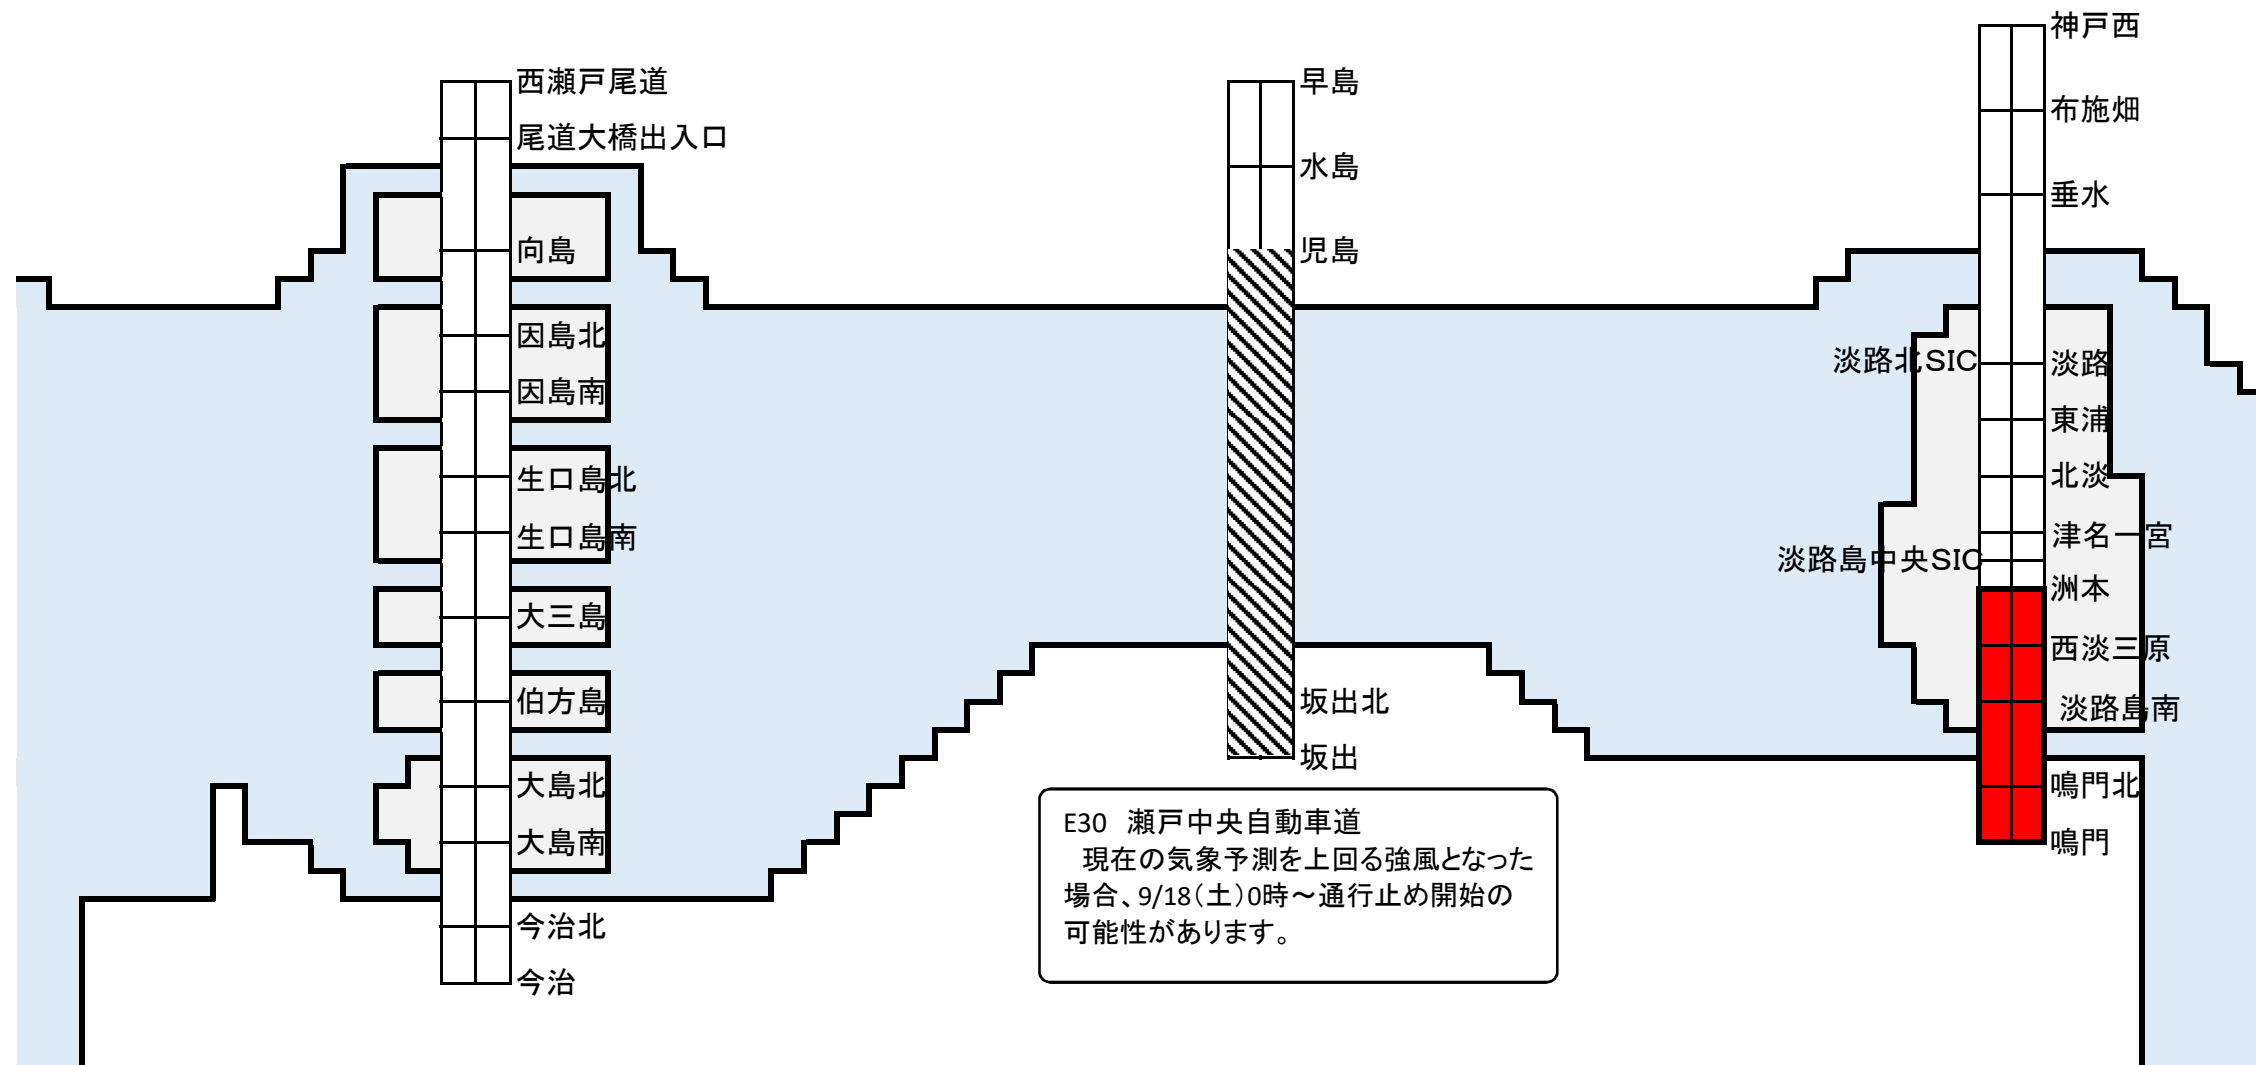 西瀬戸尾道
尾道大橋出入口
向島
因島北
因島南
生口島北
生口島南
大三島
伯方島
大島北
大島南
今治北
今治
早島
水島
児島
坂出北
坂出
E30　瀬戸中央自動車道
　現在の気象予測を上回る強風となった
場合、9/18（土）0時～通行止め開始の
可能性があります。
神戸西
布施畑
垂水
淡路北SIC
淡路
東浦
北淡
津名一宮
淡路島中央SIC
洲本
西淡三原
淡路島南
鳴門北
鳴門